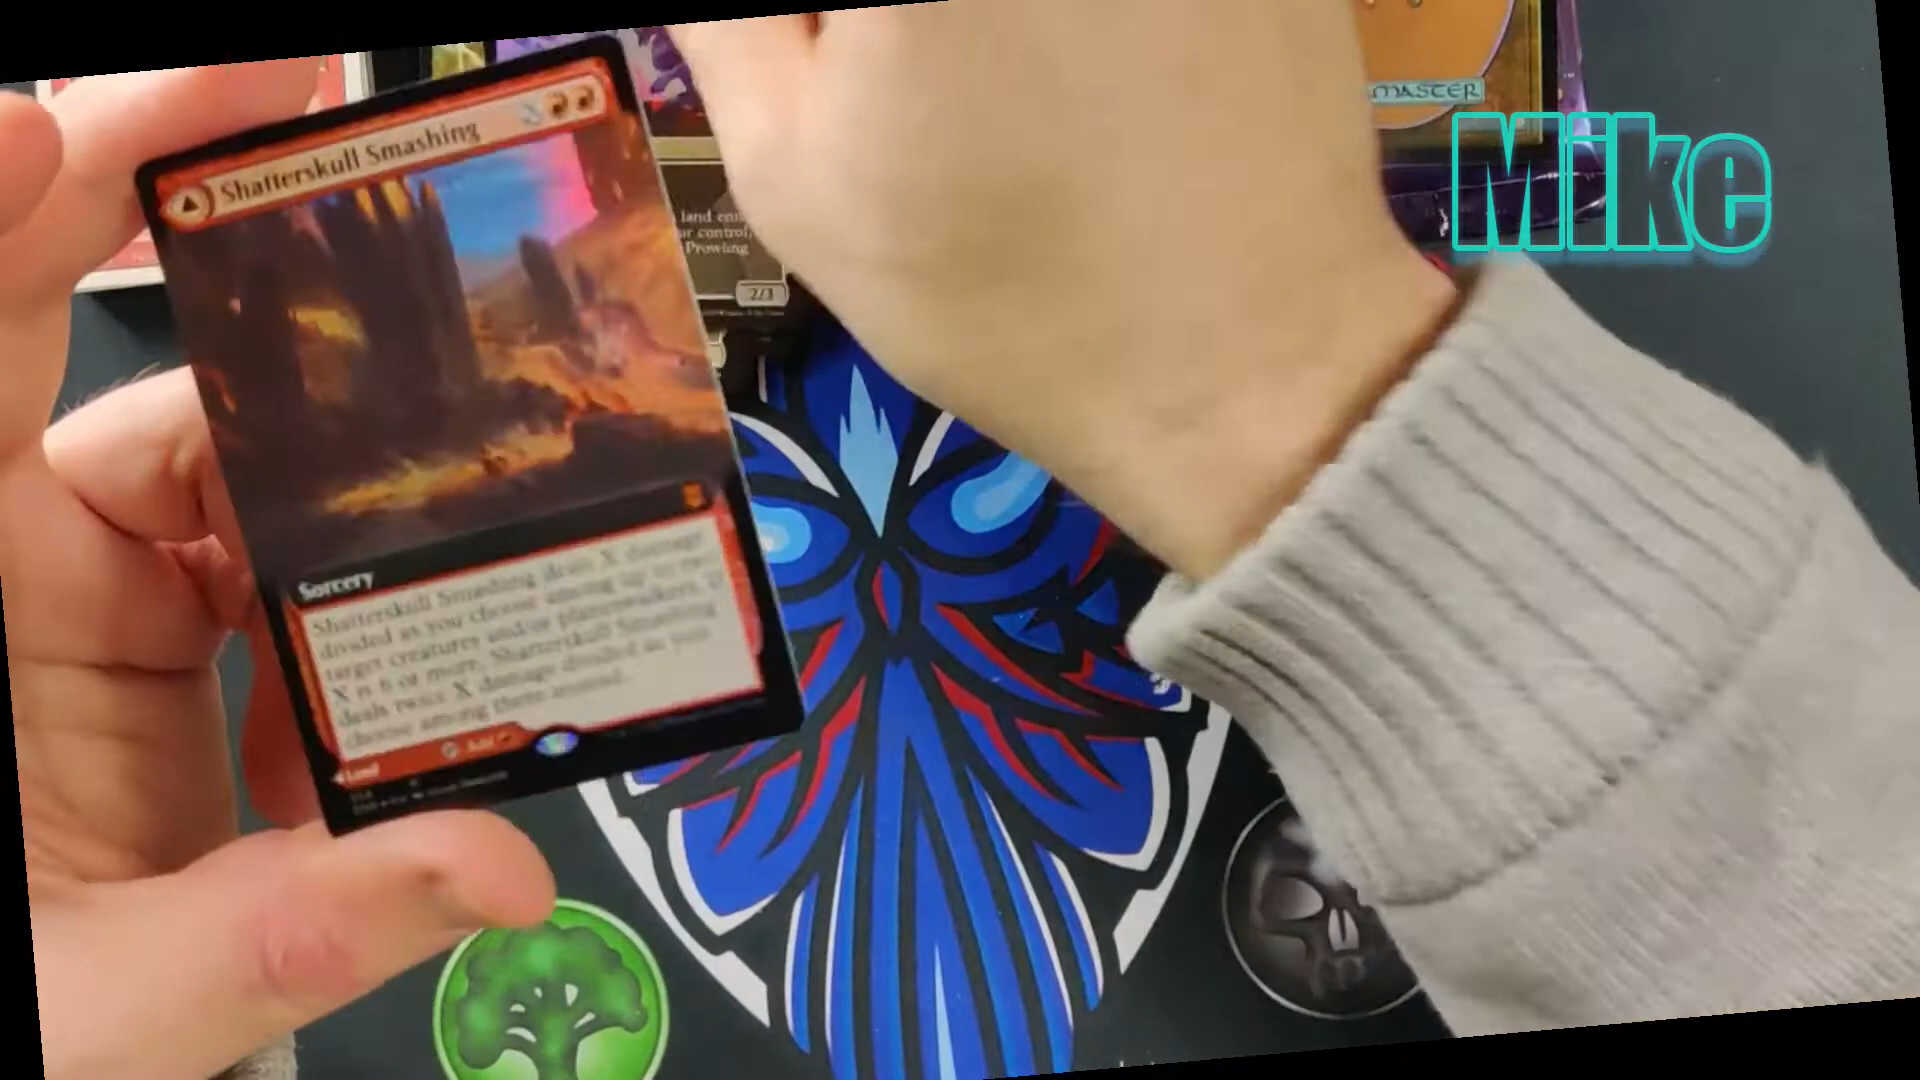 Shatterskull Smashing
MASTER
Mike
land
ur control,
Prowling
2/3
Sorcery
Shatterskull Smashing deals X damage
divided as you choose among up to two
target creatures and/or planeswalkers. If
X is 6 or more, Shatterskull Smashing
deals twice X damage divided as you
choose among them instead.
Land